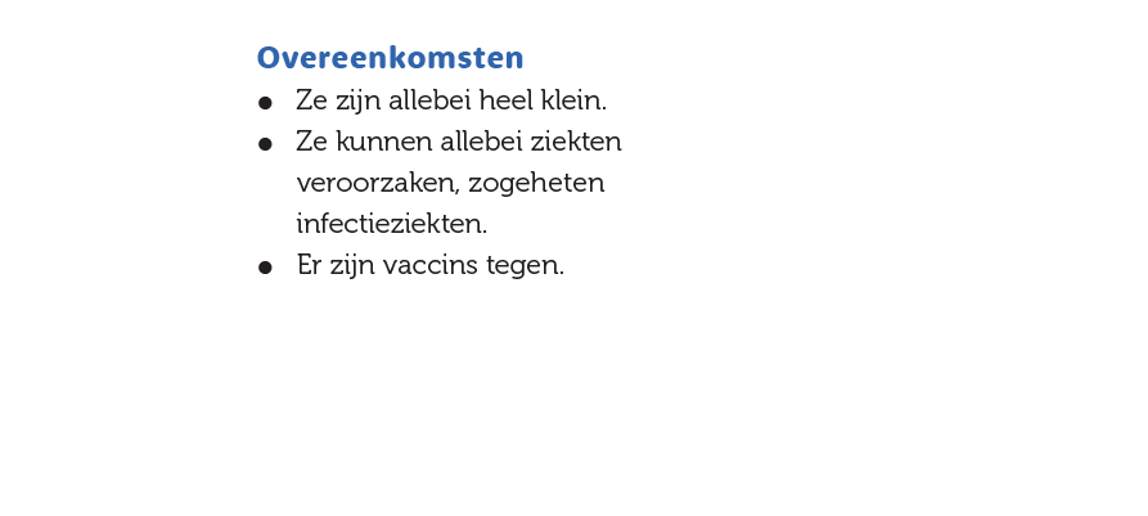 Overeenkomsten
● Ze zijn allebei heel klein.
● Ze kunnen allebei ziekten
veroorzaken, zogeheten
infectieziekten.
● Er zijn vaccins tegen.